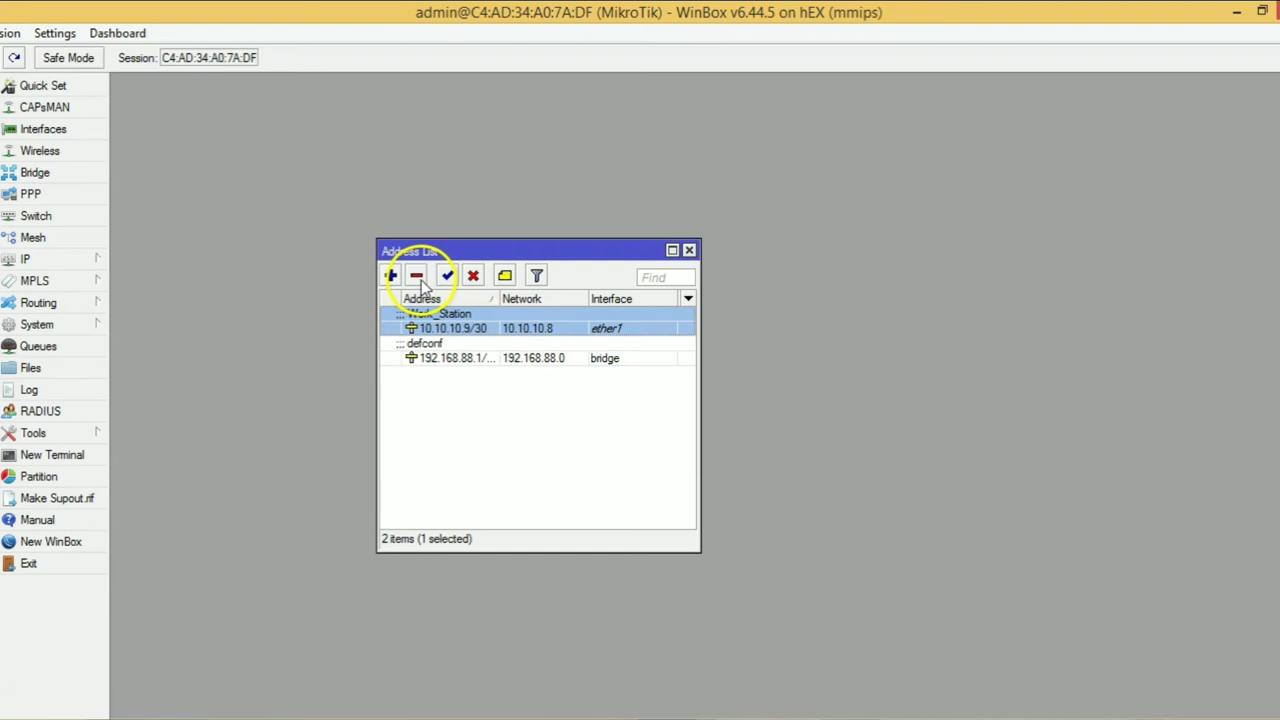 admin@C4:AD:34:A0:7A:DF (MikroTik) - WinBox v6.44.5 on hEX (mmips)
sion Settings Dashboard
Safe Mode Session: C4:AD:34:A0:7A:DF
Quick Set
CAPsMAN
Interfaces
Wireless
Bridge
PPP
Switch
Mesh
IP
MPLS
Routing
System
Queues
Files
Log
RADIUS
Tools
New Terminal
Partition
Make Supout.rif
Manual
New WinBox
Exit
Address List
Find
Address Network Interface
::: Work_Station
10.10.10.9/30 10.10.10.8 ether1
::: defconf
192.168.88.1/... 192.168.88.0 bridge
2 items (1 selected)